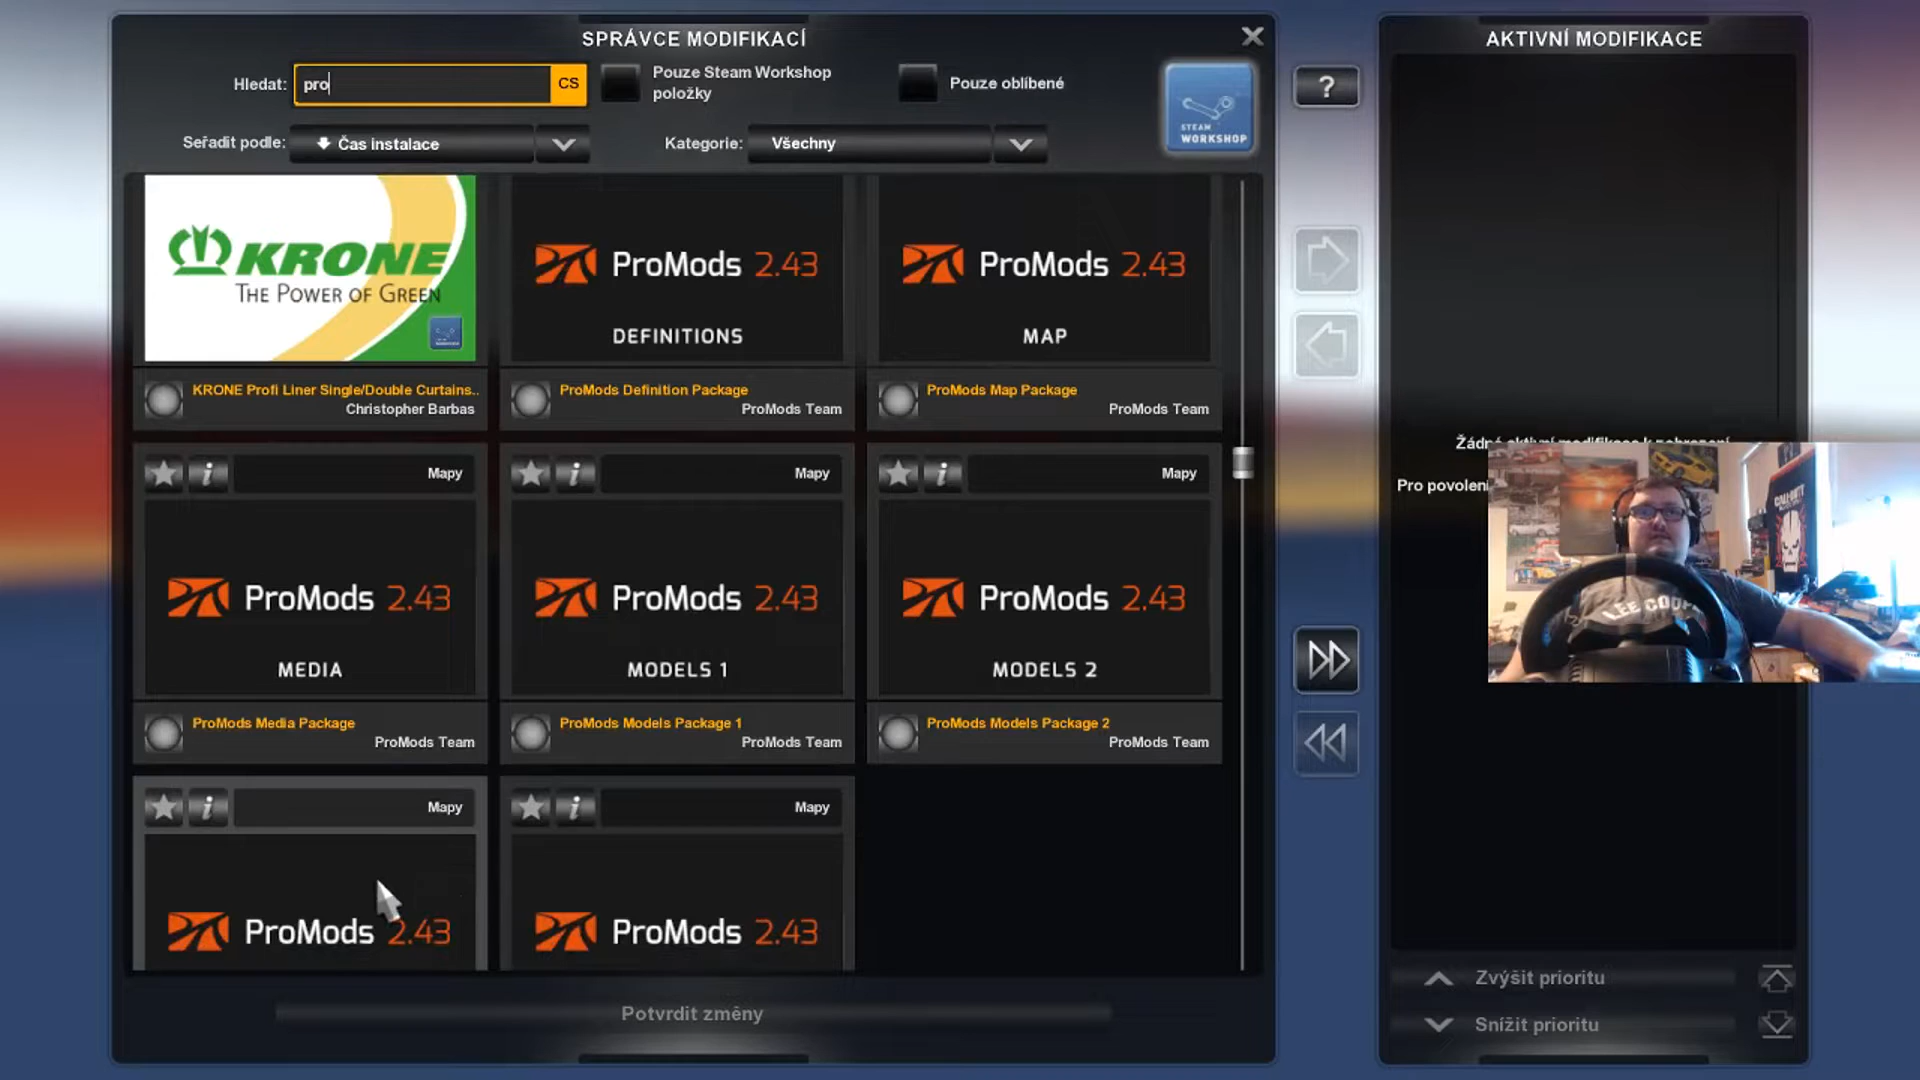 SPRÁVCE MODIFIKACÍ
Hledat:
pro
CS
Pouze Steam Workshop
položky
Pouze oblíbené
STEAM
WORKSHOP
Seřadit podle:
Čas instalace
Kategorie:
Všechny
KRONE
THE POWER OF GREEN
KRONE Profi Liner Single/Double Curtains..
Christopher Barbas
ProMods 2.43
DEFINITIONS
ProMods Definition Package
ProMods Team
ProMods 2.43
MAP
ProMods Map Package
ProMods Team
Mapy
ProMods 2.43
MEDIA
ProMods Media Package
ProMods Team
Mapy
ProMods 2.43
MODELS 1
ProMods Models Package 1
ProMods Team
Mapy
ProMods 2.43
MODELS 2
ProMods Models Package 2
ProMods Team
Mapy
ProMods 2.43
Mapy
ProMods 2.43
Potvrdit změny
?
AKTIVNÍ MODIFIKACE
Pro povolení
CALL OF DUTY
LEE COOPE
Zvýšit prioritu
Snížit prioritu